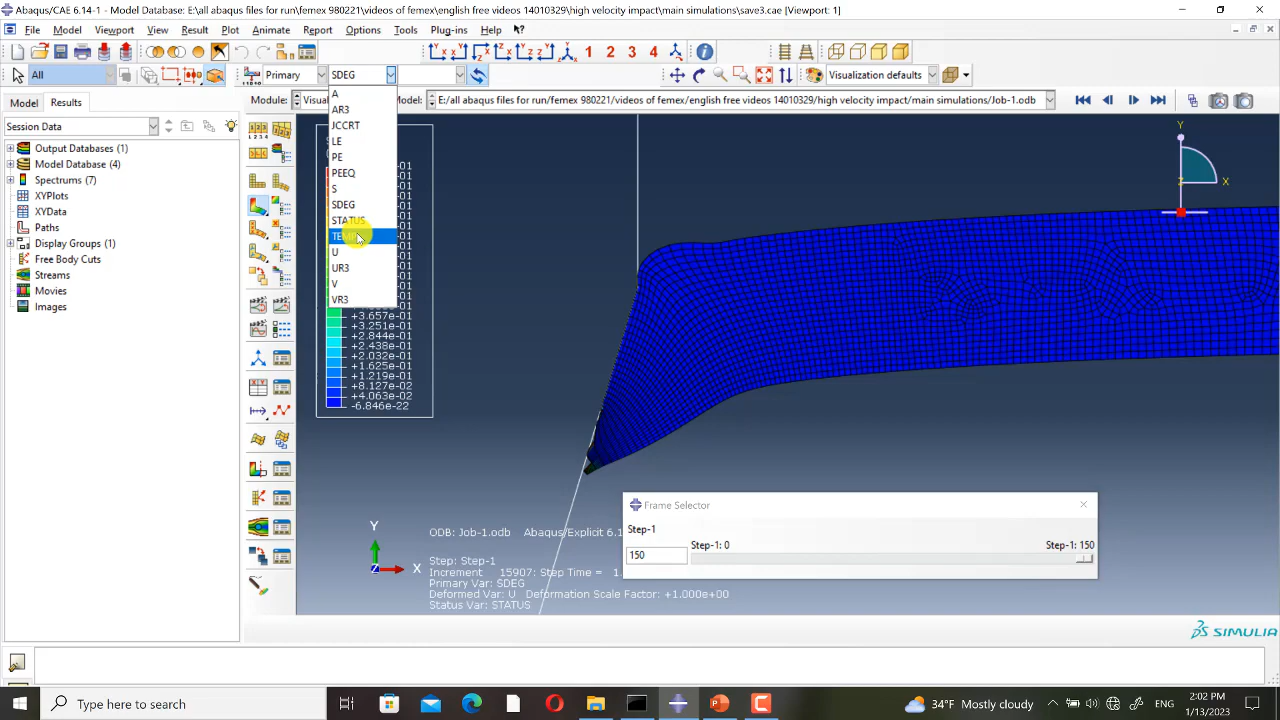 Abaqus/CAE 6.14-1 - Model Database: E:\all abaqus files for run/femex 980221/videos of femex/english free videos 14010329/high velocity impact/main simulations\save3.cae [Viewport: 1]
File Model Viewport View Result Plot Animate Report Options Tools Plug-ins Help
1 2 3 4
All Primary SDEG Visualization defaults
Model Results Module: Visu Model: E:/all abaqus files for run/femex 980221/videos of femex/english free videos 14010329/high velocity impact/main simulations/Job-1.odb
Session Data
Output Databases (1)
Model Database (4)
Spectrums (7)
XYPlots
XYData
Paths
Display Groups (1)
Free Body Cuts
Streams
Movies
Images
A
AR3
JCCRT
LE
PE
PEEQ
S
SDEG
STATUS
U
UR3
V
VR3
+3.657e-01
+3.251e-01
+2.844e-01
+2.438e-01
+2.032e-01
+1.625e-01
+1.219e-01
+8.127e-02
+4.063e-02
-6.846e-22
Y
Z X
Y
X
ODB: Job-1.odb Abaqus/Explicit 6.1
Step: Step-1
Increment 15907: Step Time = 1.
Primary Var: SDEG
Deformed Var: U Deformation Scale Factor: +1.000e+00
Status Var: STATUS
Frame Selector
Step-1
150 Step-1: 0 Step-1: 150
SIMULIA
Type here to search
34°F Mostly cloudy
ENG
2:02 PM
1/13/2023